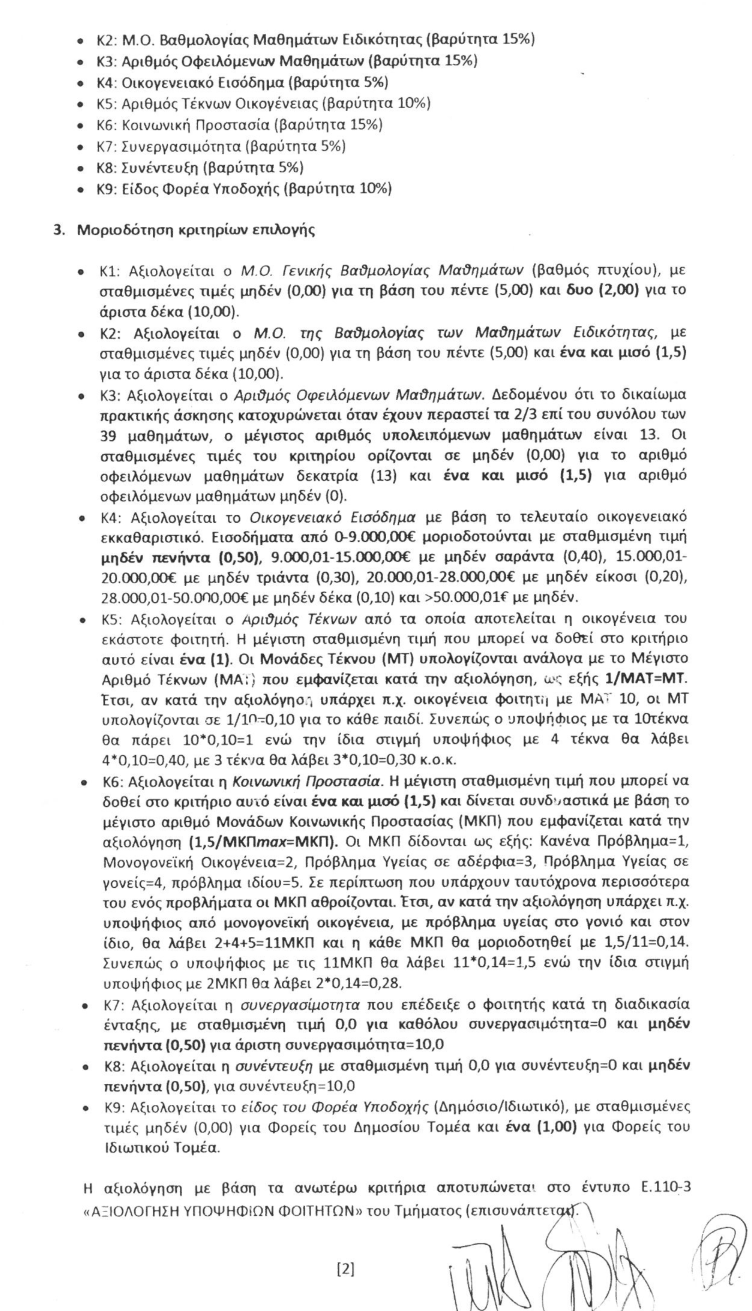 • Κ2: Μ.Ο. Βαθμολογίας Μαθημάτων Ειδικότητας (βαρύτητα 15%)
• Κ3: Αριθμός Οφειλόμενων Μαθημάτων (βαρύτητα 15%)
• Κ4: Οικογενειακό Εισόδημα (βαρύτητα 5%)
• Κ5: Αριθμός Τέκνων Οικογένειας (βαρύτητα 10%)
• Κ6: Κοινωνική Προστασία (βαρύτητα 15%)
• Κ7: Συνεργασιμότητα (βαρύτητα 5%)
• Κ8: Συνέντευξη (βαρύτητα 5%)
• Κ9: Είδος Φορέα Υποδοχής (βαρύτητα 10%)
3. Μοριοδότηση κριτηρίων επιλογής
• Κ1: Αξιολογείται ο Μ.Ο. Γενικής Βαθμολογίας Μαθημάτων (βαθμός πτυχίου), με
σταθμισμένες τιμές μηδέν (0,00) για τη βάση του πέντε (5,00) και δυο (2,00) για το
άριστα δέκα (10,00).
• Κ2: Αξιολογείται ο Μ.Ο. της Βαθμολογίας των Μαθημάτων Ειδικότητας, με
σταθμισμένες τιμές μηδέν (0,00) για τη βάση του πέντε (5,00) και ένα και μισό (1,5)
για το άριστα δέκα (10,00).
• Κ3: Αξιολογείται ο Αριθμός Οφειλόμενων Μαθημάτων. Δεδομένου ότι το δικαίωμα
πρακτικής άσκησης κατοχυρώνεται όταν έχουν περαστεί τα 2/3 επί του συνόλου των
39 μαθημάτων, ο μέγιστος αριθμός υπολειπόμενων μαθημάτων είναι 13. Οι
σταθμισμένες τιμές του κριτηρίου ορίζονται σε μηδέν (0,00) για το αριθμό
οφειλόμενων μαθημάτων δεκατρία (13) και ένα και μισό (1,5) για αριθμό
οφειλόμενων μαθημάτων μηδέν (0).
• Κ4: Αξιολογείται το Οικογενειακό Εισόδημα με βάση το τελευταίο οικογενειακό
εκκαθαριστικό. Εισοδήματα από 0-9.000,00€ μοριοδοτούνται με σταθμισμένη τιμή
μηδέν πενήντα (0,50), 9.000,01-15.000,00€ με μηδέν σαράντα (0,40), 15.000,01-
20.000,00€ με μηδέν τριάντα (0,30), 20.000,01-28.000,00€ με μηδέν είκοσι (0,20),
28.000,01-50.000,00€ με μηδέν δέκα (0,10) και >50.000,01€ με μηδέν.
• Κ5: Αξιολογείται ο Αριθμός Τέκνων από τα οποία αποτελείται η οικογένεια του
εκάστοτε φοιτητή. Η μέγιστη σταθμισμένη τιμή που μπορεί να δοθεί στο κριτήριο
αυτό είναι ένα (1). Οι Μονάδες Τέκνου (ΜΤ) υπολογίζονται ανάλογα με το Μέγιστο
Αριθμό Τέκνων (ΜΑΤ) που εμφανίζεται κατά την αξιολόγηση, ως εξής 1/ΜΑΤ=ΜΤ.
Έτσι, αν κατά την αξιολόγηση υπάρχει π.χ. οικογένεια φοιτητή με ΜΑΤ 10, οι ΜΤ
υπολογίζονται σε 1/10=0,10 για το κάθε παιδί. Συνεπώς ο υποψήφιος με τα 10τέκνα
θα πάρει 10*0,10=1 ενώ την ίδια στιγμή υποψήφιος με 4 τέκνα θα λάβει
4*0,10=0,40, με 3 τέκνα θα λάβει 3*0,10=0,30 κ.ο.κ.
• Κ6: Αξιολογείται η Κοινωνική Προστασία. Η μέγιστη σταθμισμένη τιμή που μπορεί να
δοθεί στο κριτήριο αυτό είναι ένα και μισό (1,5) και δίνεται συνδυαστικά με βάση το
μέγιστο αριθμό Μονάδων Κοινωνικής Προστασίας (ΜΚΠ) που εμφανίζεται κατά την
αξιολόγηση (1,5/ΜΚΠmax=ΜΚΠ). Οι ΜΚΠ δίδονται ως εξής: Κανένα Πρόβλημα=1,
Μονογονεϊκή Οικογένεια=2, Πρόβλημα Υγείας σε αδέρφια=3, Πρόβλημα Υγείας σε
γονείς=4, πρόβλημα ιδίου=5. Σε περίπτωση που υπάρχουν ταυτόχρονα περισσότερα
του ενός προβλήματα οι ΜΚΠ αθροίζονται. Έτσι, αν κατά την αξιολόγηση υπάρχει π.χ.
υποψήφιος από μονογονεϊκή οικογένεια, με πρόβλημα υγείας στο γονιό και στον
ίδιο, θα λάβει 2+4+5=11ΜΚΠ και η κάθε ΜΚΠ θα μοριοδοτηθεί με 1,5/11=0,14.
Συνεπώς ο υποψήφιος με τις 11ΜΚΠ θα λάβει 11*0,14=1,5 ενώ την ίδια στιγμή
υποψήφιος με 2ΜΚΠ θα λάβει 2*0,14=0,28.
• Κ7: Αξιολογείται η συνεργασίμοτητα που επέδειξε ο φοιτητής κατά τη διαδικασία
ένταξης, με σταθμισμένη τιμή 0,0 για καθόλου συνεργασιμότητα=0 και μηδέν
πενήντα (0,50) για άριστη συνεργασιμότητα=10,0
• Κ8: Αξιολογείται η συνέντευξη με σταθμισμένη τιμή 0,0 για συνέντευξη=0 και μηδέν
πενήντα (0,50), για συνέντευξη=10,0
• Κ9: Αξιολογείται το είδος του Φορέα Υποδοχής (Δημόσιο/Ιδιωτικό), με σταθμισμένες
τιμές μηδέν (0,00) για Φορείς του Δημοσίου Τομέα και ένα (1,00) για Φορείς του
Ιδιωτικού Τομέα.
Η αξιολόγηση με βάση τα ανωτέρω κριτήρια αποτυπώνεται στο έντυπο Ε.110-3
«ΑΞΙΟΛΟΓΗΣΗ ΥΠΟΨΗΦΙΩΝ ΦΟΙΤΗΤΩΝ» του Τμήματος (επισυνάπτεται).
[2]